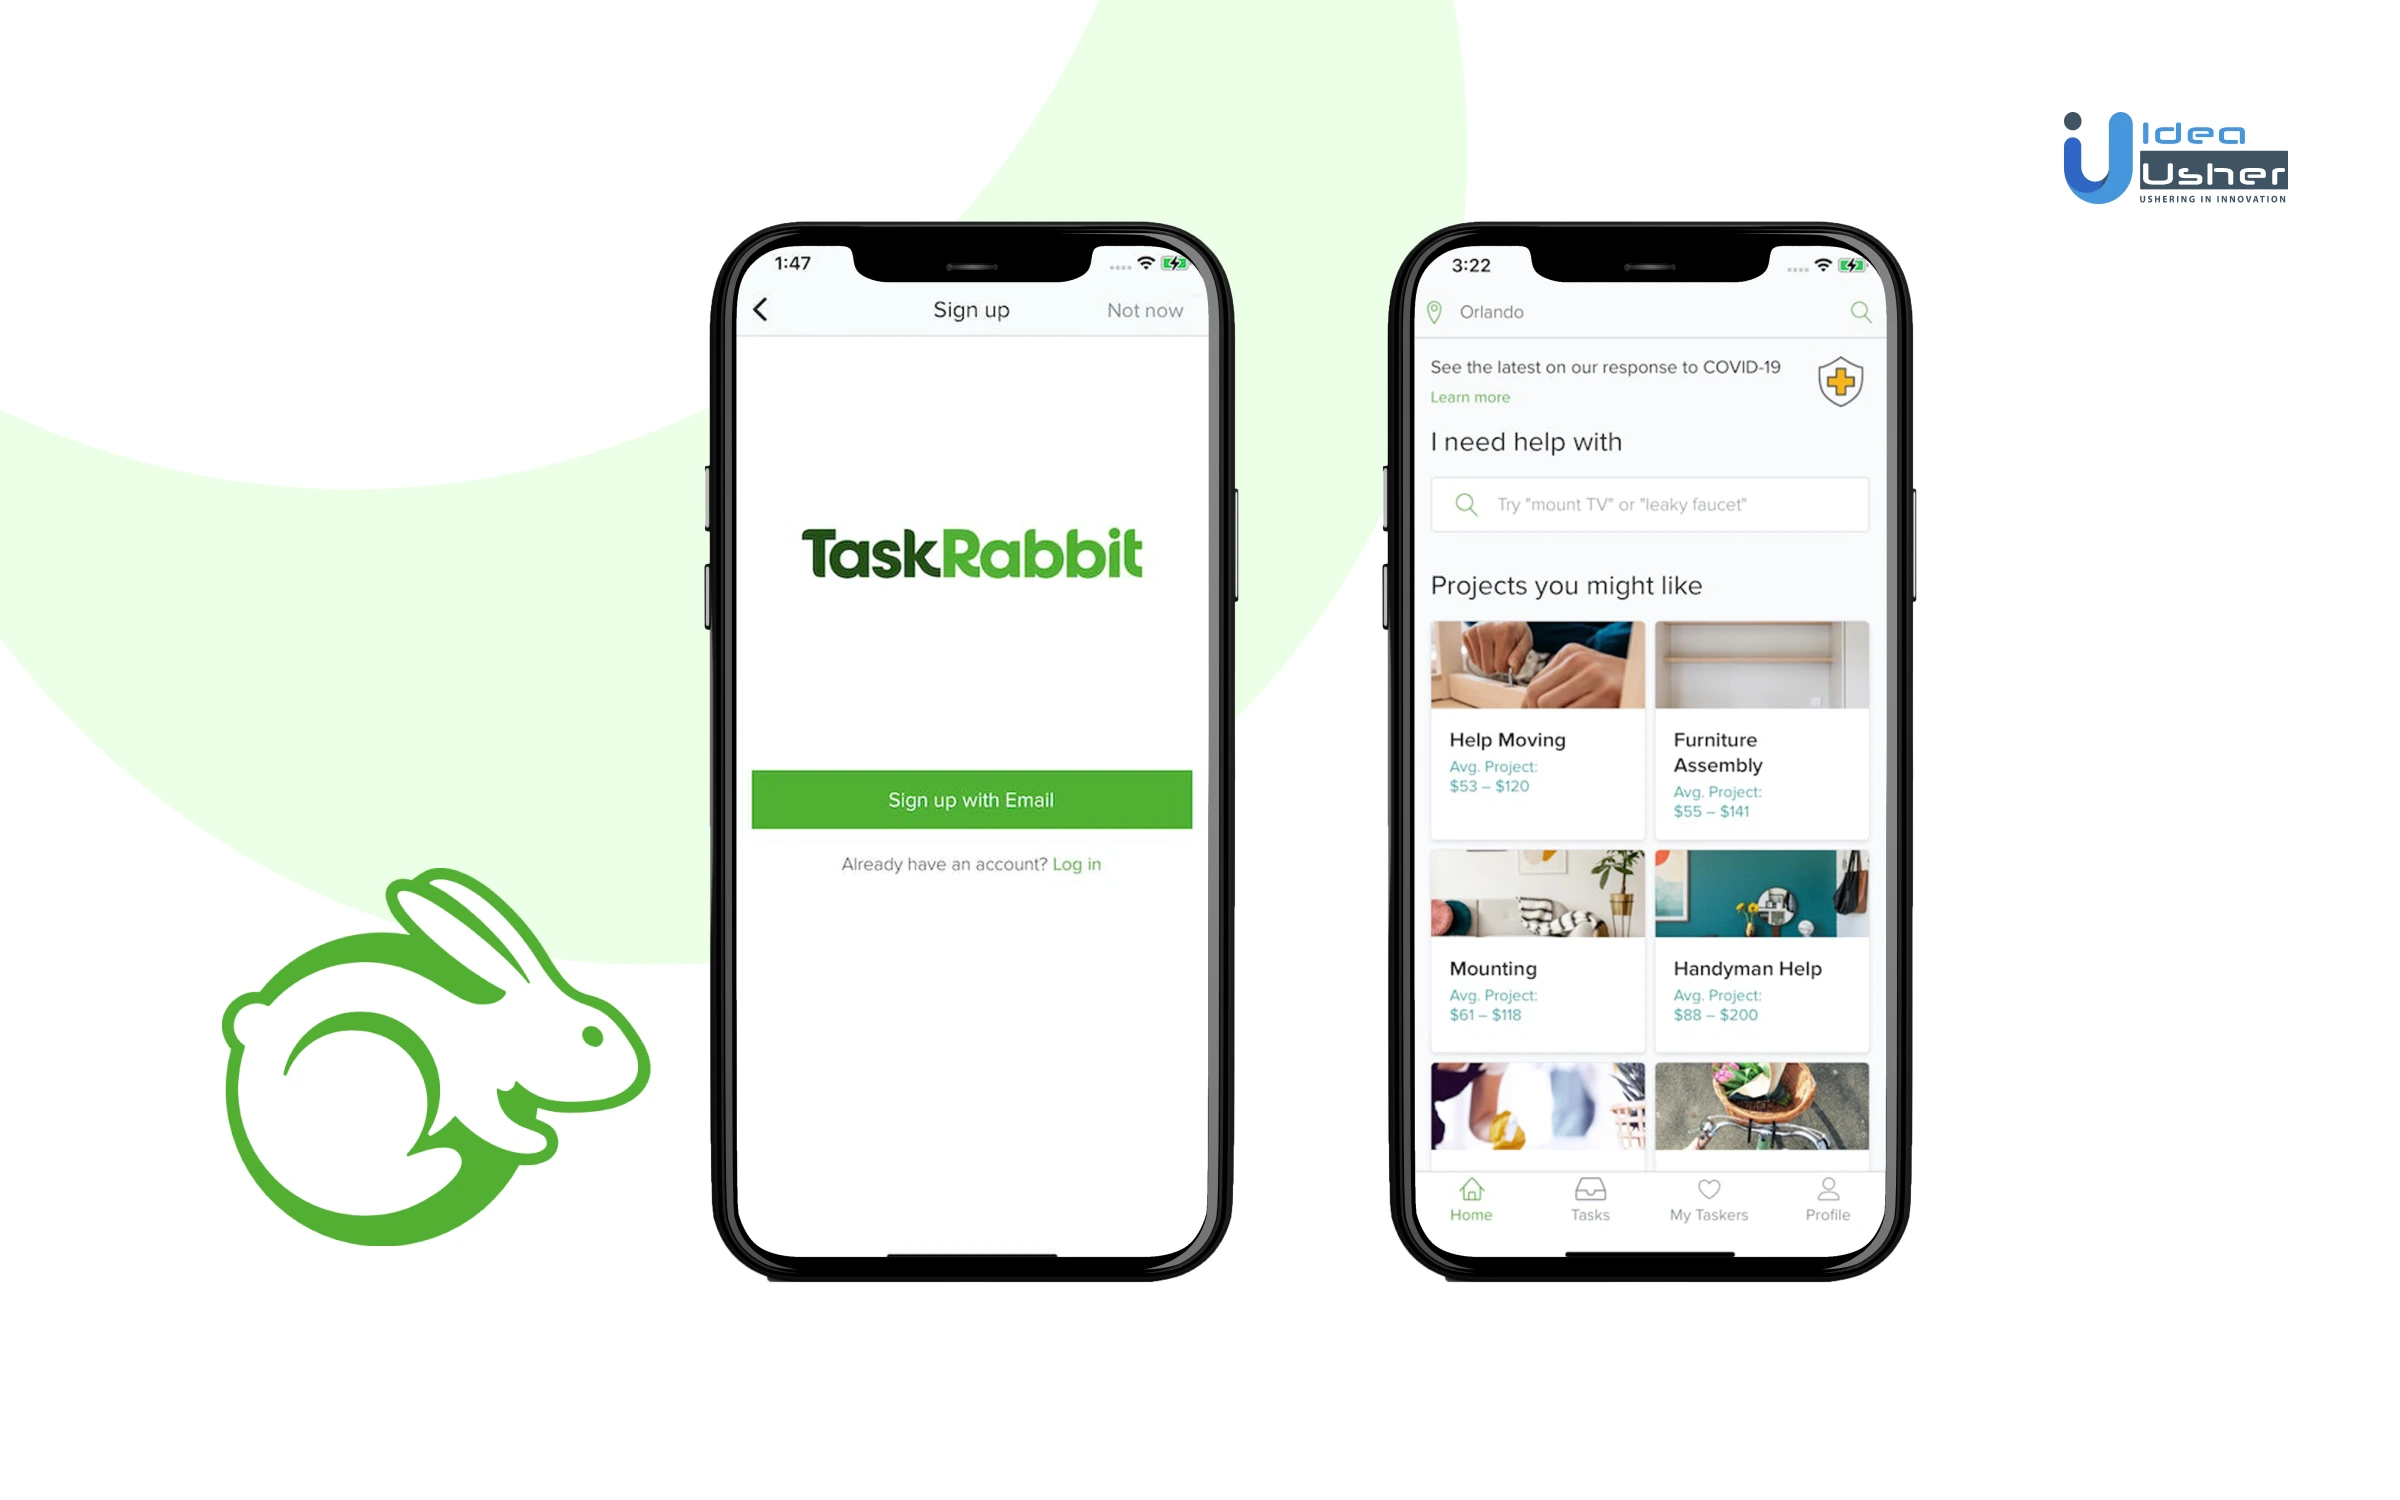 Idea
Usher
USHERING IN INNOVATION
1:47
Sign up
Not now
TaskRabbit
Sign up with Email
Already have an account? Log in
3:22
Orlando
See the latest on our response to COVID-19
Learn more
I need help with
Try "mount TV" or "leaky faucet"
Projects you might like
Help Moving
Avg. Project:
$53 – $120
Furniture
Assembly
Avg. Project:
$55 – $141
Mounting
Avg. Project:
$61 – $118
Handyman Help
Avg. Project:
$88 – $200
Home
Tasks
My Taskers
Profile